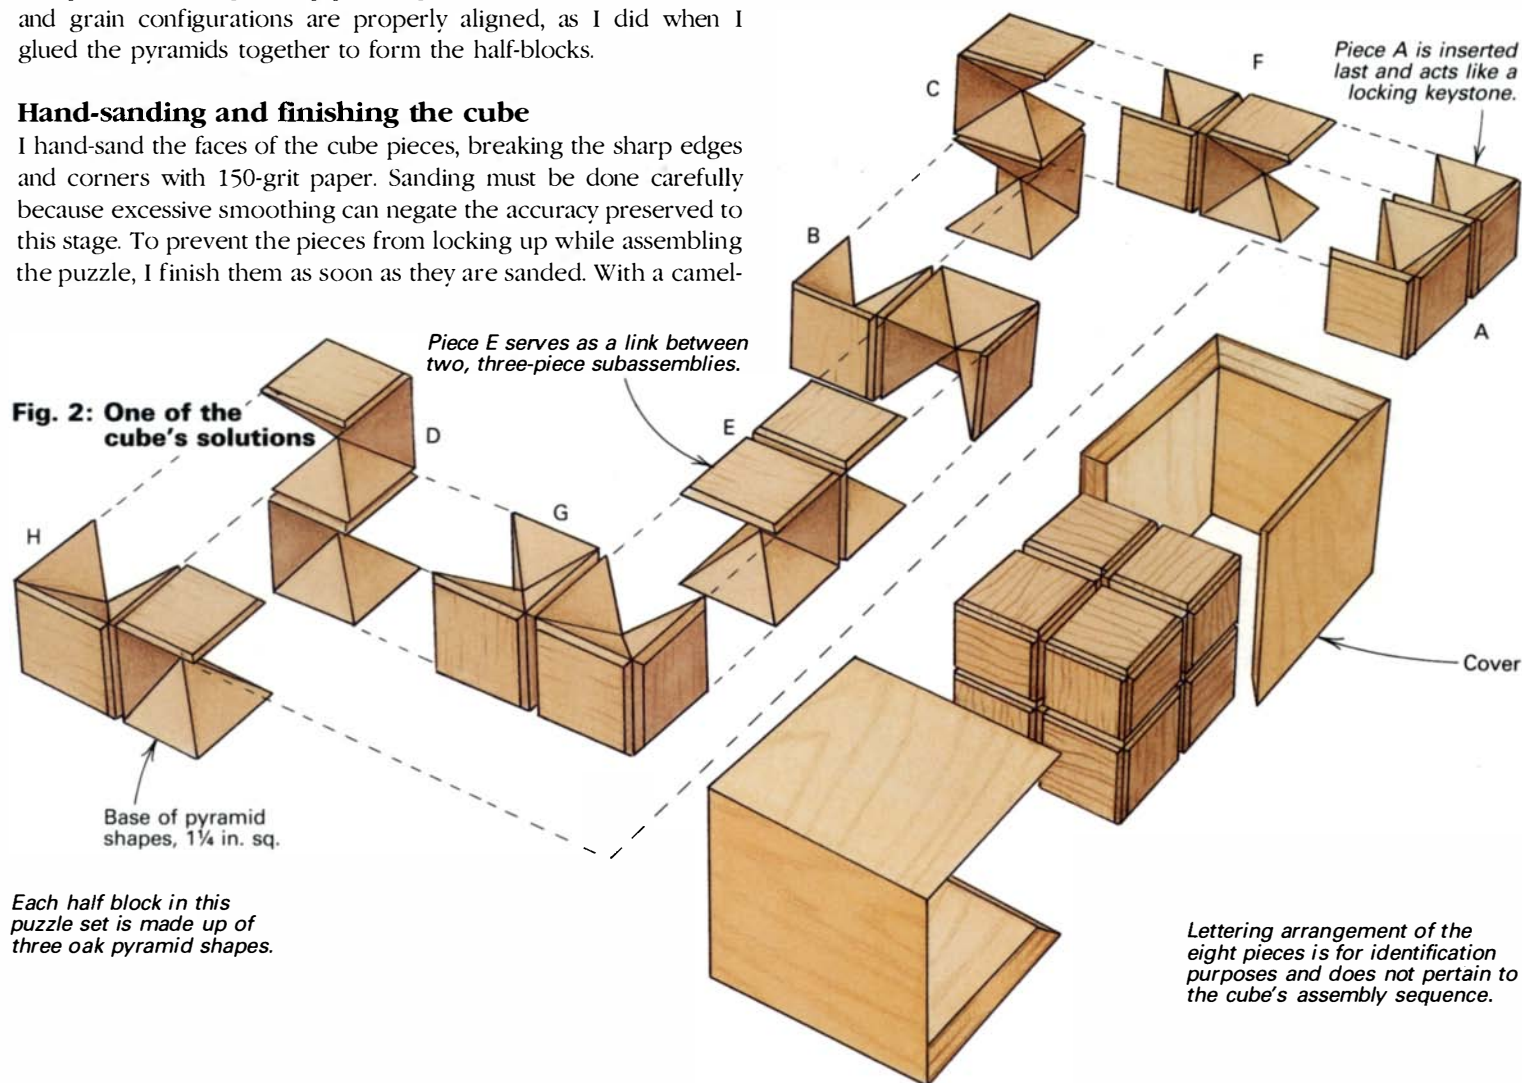 and grain configurations are properly aligned, as I did when I
glued the pyramids together to form the half-blocks.
Hand-sanding and finishing the cube
I hand-sand the faces of the cube pieces, breaking the sharp edges
and corners with 150-grit paper. Sanding must be done carefully
because excessive smoothing can negate the accuracy preserved to
this stage. To prevent the pieces from locking up while assembling
the puzzle, I finish them as soon as they are sanded. With a camel-
Fig. 2: One of the
cube's solutions
Piece E serves as a link between
two, three-piece subassemblies.
Piece A is inserted
last and acts like a
locking keystone.
C
F
B
A
D
E
H
G
Cover
Base of pyramid
shapes, 1¼ in. sq.
Each half block in this
puzzle set is made up of
three oak pyramid shapes.
Lettering arrangement of the
eight pieces is for identification
purposes and does not pertain to
the cube's assembly sequence.